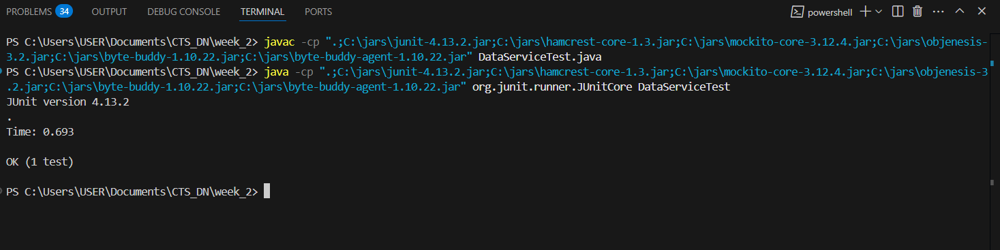 PROBLEMS 34 OUTPUT DEBUG CONSOLE TERMINAL PORTS powershell
PS C:\Users\USER\Documents\CTS_DN\week_2> javac -cp ".;C:\jars\junit-4.13.2.jar;C:\jars\hamcrest-core-1.3.jar;C:\jars\mockito-core-3.12.4.jar;C:\jars\objenesis-
3.2.jar;C:\jars\byte-buddy-1.10.22.jar;C:\jars\byte-buddy-agent-1.10.22.jar" DataServiceTest.java
PS C:\Users\USER\Documents\CTS_DN\week_2> java -cp ".;C:\jars\junit-4.13.2.jar;C:\jars\hamcrest-core-1.3.jar;C:\jars\mockito-core-3.12.4.jar;C:\jars\objenesis-3
.2.jar;C:\jars\byte-buddy-1.10.22.jar;C:\jars\byte-buddy-agent-1.10.22.jar" org.junit.runner.JUnitCore DataServiceTest
JUnit version 4.13.2
.
Time: 0.693
OK (1 test)
PS C:\Users\USER\Documents\CTS_DN\week_2>